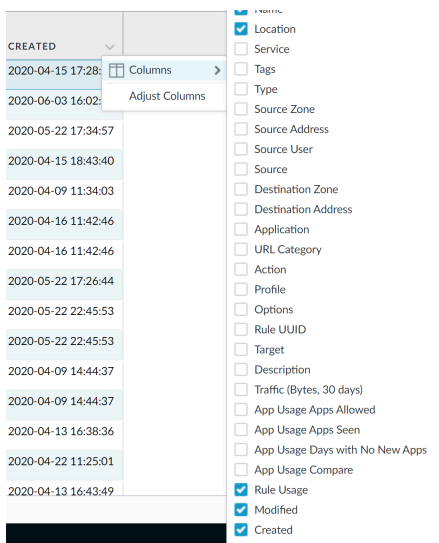 CREATED
2020-04-15 17:28:
2020-06-03 16:02:
2020-05-22 17:34:57
2020-04-15 18:43:40
2020-04-09 11:34:03
2020-04-16 11:42:46
2020-04-16 11:42:46
2020-05-22 17:26:44
2020-05-22 22:45:53
2020-05-22 22:45:53
2020-04-09 14:44:37
2020-04-09 14:44:37
2020-04-13 16:38:36
2020-04-22 11:25:01
2020-04-13 16:43:49
Columns
Adjust Columns
Name
Location
Service
Tags
Type
Source Zone
Source Address
Source User
Source
Destination Zone
Destination Address
Application
URL Category
Action
Profile
Options
Rule UUID
Target
Description
Traffic (Bytes, 30 days)
App Usage Apps Allowed
App Usage Apps Seen
App Usage Days with No New Apps
App Usage Compare
Rule Usage
Modified
Created